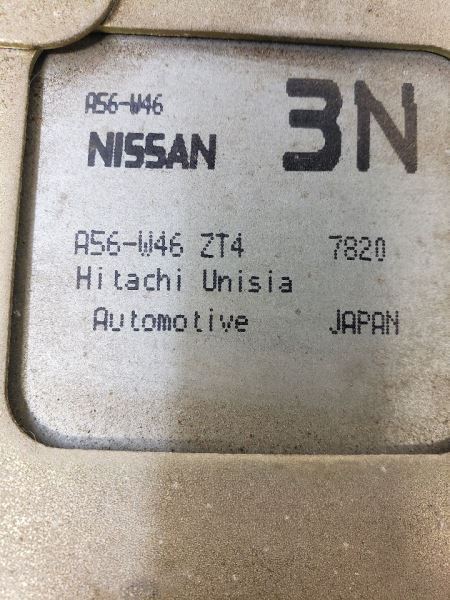 A56-W46
NISSAN 3N
A56-W46 ZT4 7820
Hitachi Unisia
Automotive JAPAN